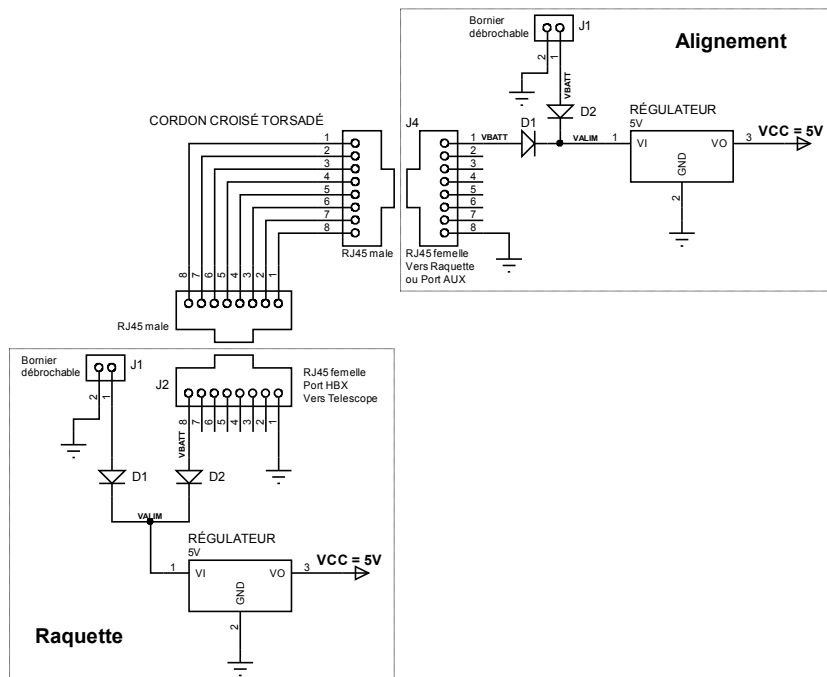 Bornier
débrochable
J1
Alignement
2
1
VBATT
D2
CORDON CROISÉ TORSADÉ
J4
D1
RÉGULATEUR
5V
VCC = 5V
1
2
3
4
5
6
7
8
1
2
3
4
5
6
7
8
VBATT
VALIM
1
VI
VO
3
GND
2
RJ45 male
RJ45 femelle
Vers Raquette
ou Port AUX
8
7
6
5
4
3
2
1
RJ45 male
Bornier
débrochable
J1
J2
RJ45 femelle
Port HBX
Vers Telescope
2
1
8
7
6
5
4
3
2
1
VBATT
D1
D2
VALIM
RÉGULATEUR
5V
VCC = 5V
1
VI
VO
3
GND
2
Raquette